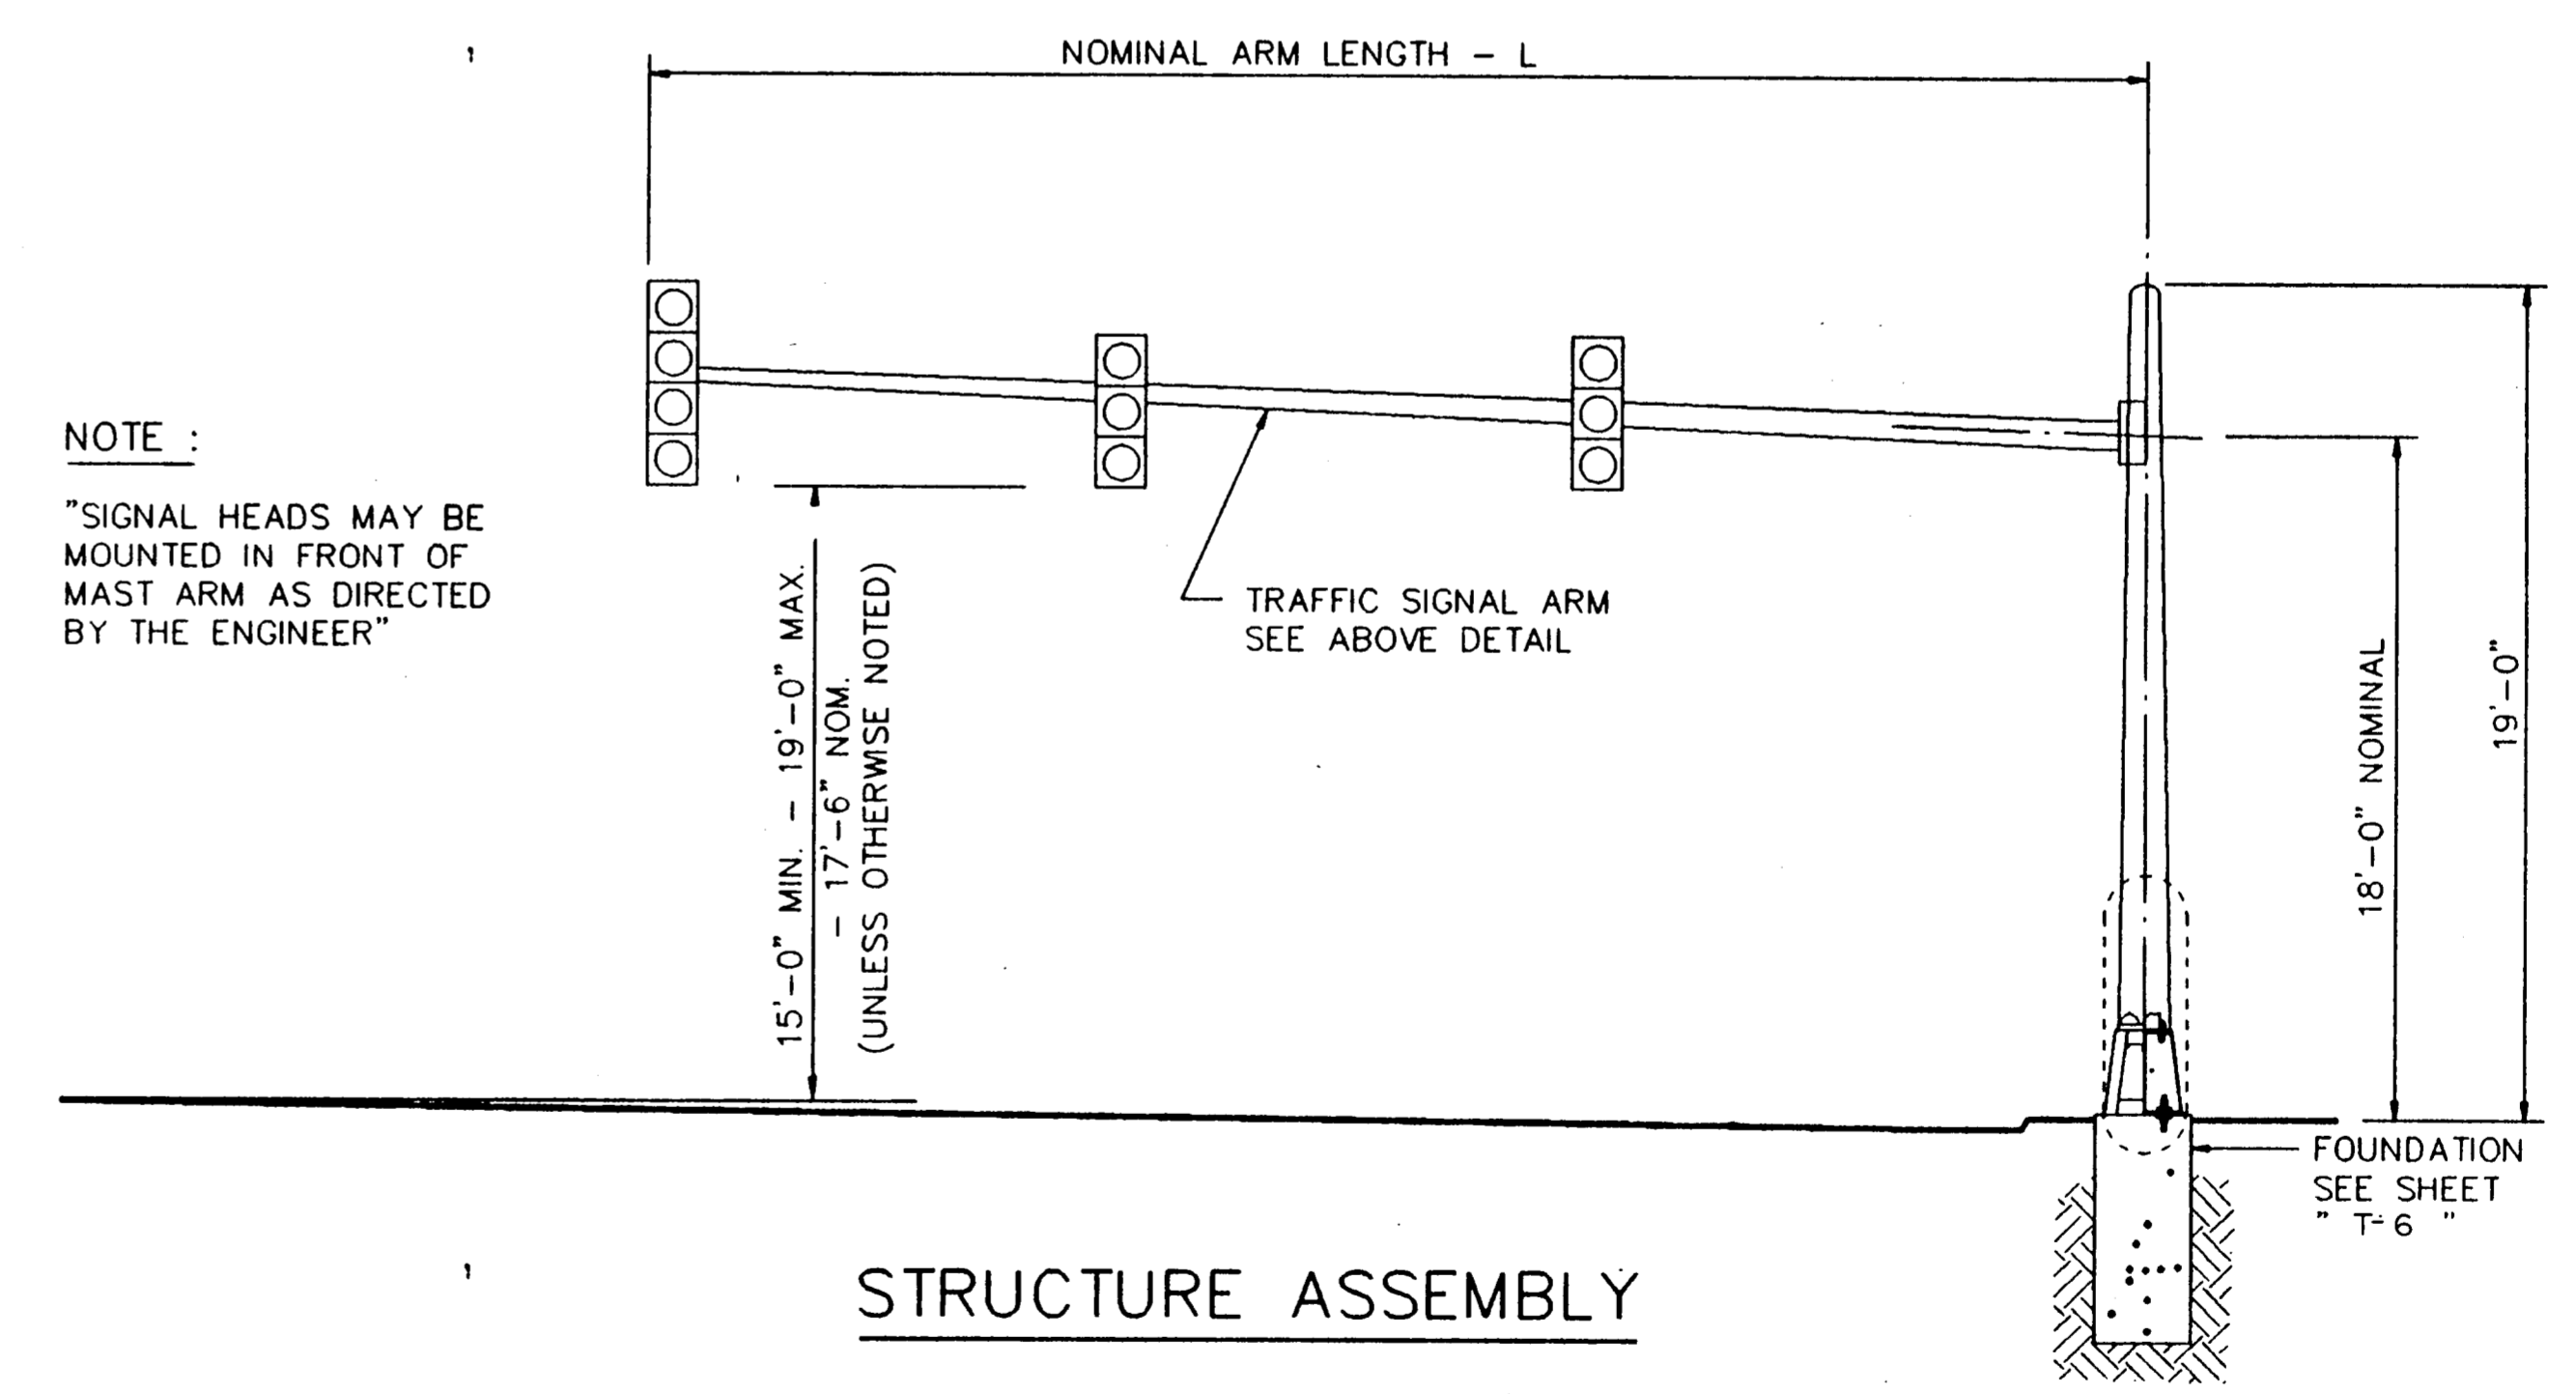 NOMINAL ARM LENGTH - L
NOTE :
"SIGNAL HEADS MAY BE
MOUNTED IN FRONT OF
MAST ARM AS DIRECTED
BY THE ENGINEER"
15'-0" MIN. - 19'-0" MAX.
- 17'-6" NOM.
(UNLESS OTHERWISE NOTED)
TRAFFIC SIGNAL ARM
SEE ABOVE DETAIL
18'-0" NOMINAL
19'-0"
FOUNDATION
SEE SHEET
" T-6 "
STRUCTURE ASSEMBLY